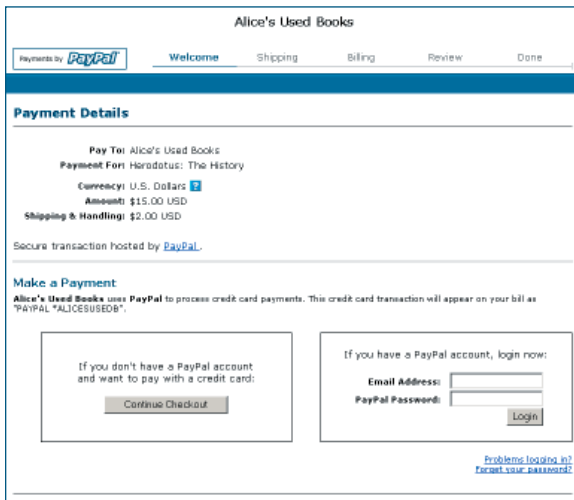 Alice's Used Books
Payments by PayPal Welcome Shipping Billing Review Done
Payment Details
Pay To: Alice's Used Books
Payment For: Herodotus: The History
Currency: U.S. Dollars ?
Amount: $15.00 USD
Shipping & Handling: $2.00 USD
Secure transaction hosted by PayPal.
Make a Payment
Alice's Used Books uses PayPal to process credit card payments. This credit card transaction will appear on your bill as
"PAYPAL *ALICESUSEDB".
If you don't have a PayPal account
and want to pay with a credit card:
Continue Checkout
If you have a PayPal account, login now:
Email Address:
PayPal Password:
Login
Problems logging in?
Forget your password?